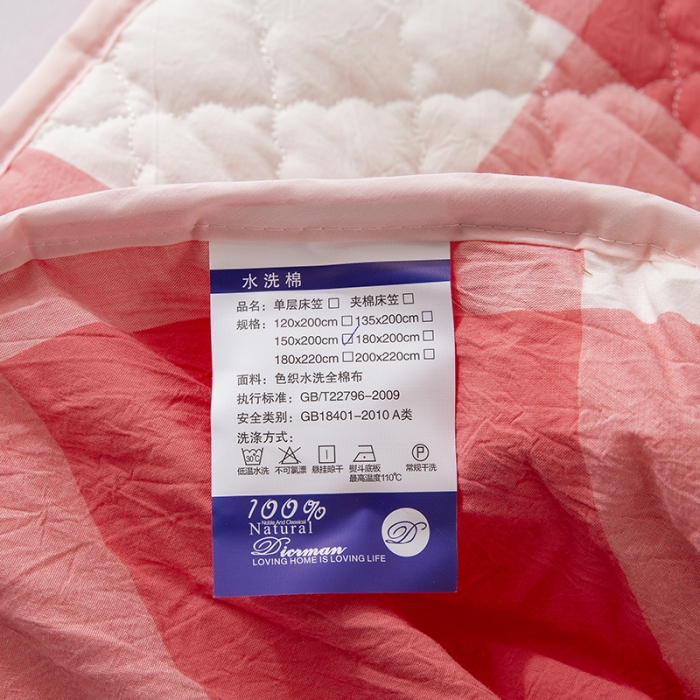 水洗棉
品名：单层床笠□ 夹棉床笠□
规格：120x200cm□135x200cm□
150x200cm□180x200cm□
180x220cm□200x220cm□
面料：色织水洗全棉布
执行标准：GB/T22796-2009
安全类别：GB18401-2010 A类
洗涤方式：
30℃ P
低温水洗 不可氯漂 悬挂晾干 熨斗底板 常规干洗
最高温度110℃
100%
Noble And Classical
Natural
Dierman
LOVING HOME IS LOVING LIFE
D